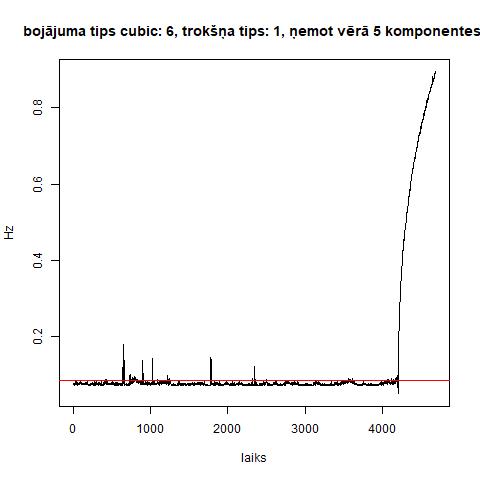 bojājuma tips cubic: 6, trokšņa tips: 1, ņemot vērā 5 komponentes
0.8
0.6
Hz
0.4
0.2
0 1000 2000 3000 4000
laiks